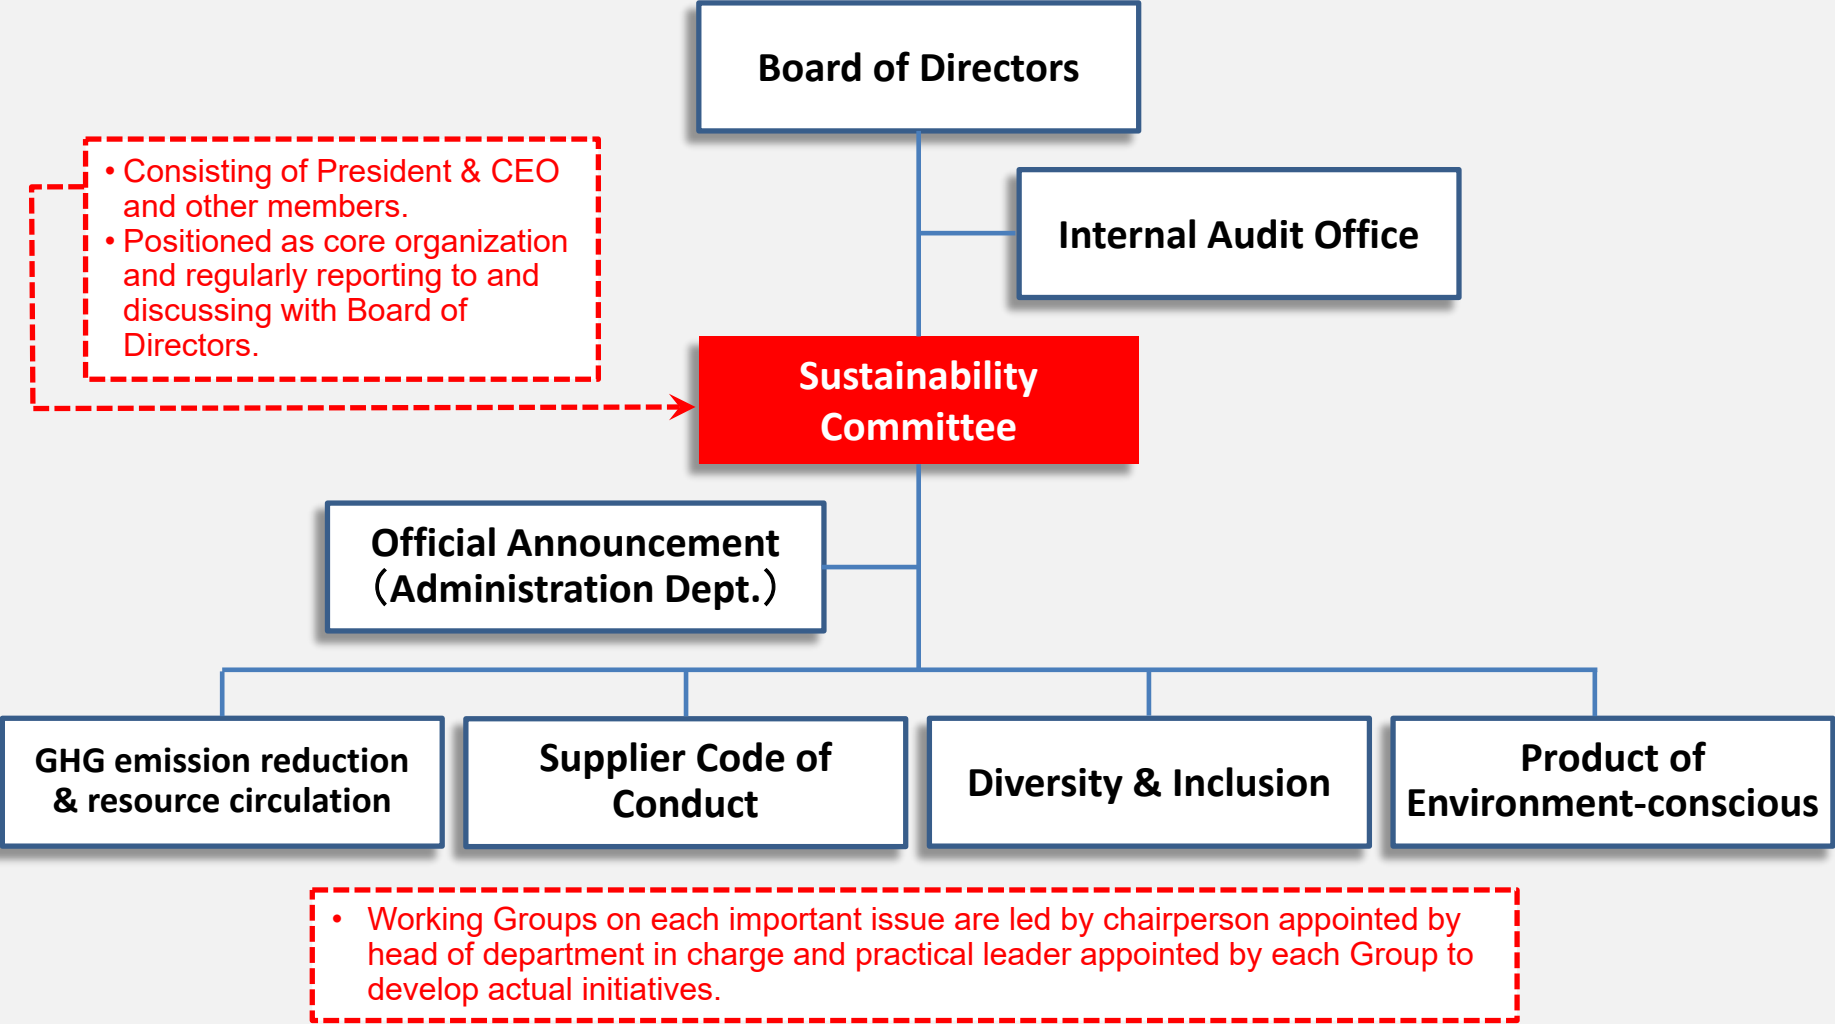 Board of Directors
• Consisting of President & CEO
and other members.
• Positioned as core organization
and regularly reporting to and
discussing with Board of
Directors.
Internal Audit Office
Sustainability
Committee
Official Announcement
（Administration Dept.）
GHG emission reduction
& resource circulation
Supplier Code of
Conduct
Diversity & Inclusion
Product of
Environment-conscious
• Working Groups on each important issue are led by chairperson appointed by
head of department in charge and practical leader appointed by each Group to
develop actual initiatives.